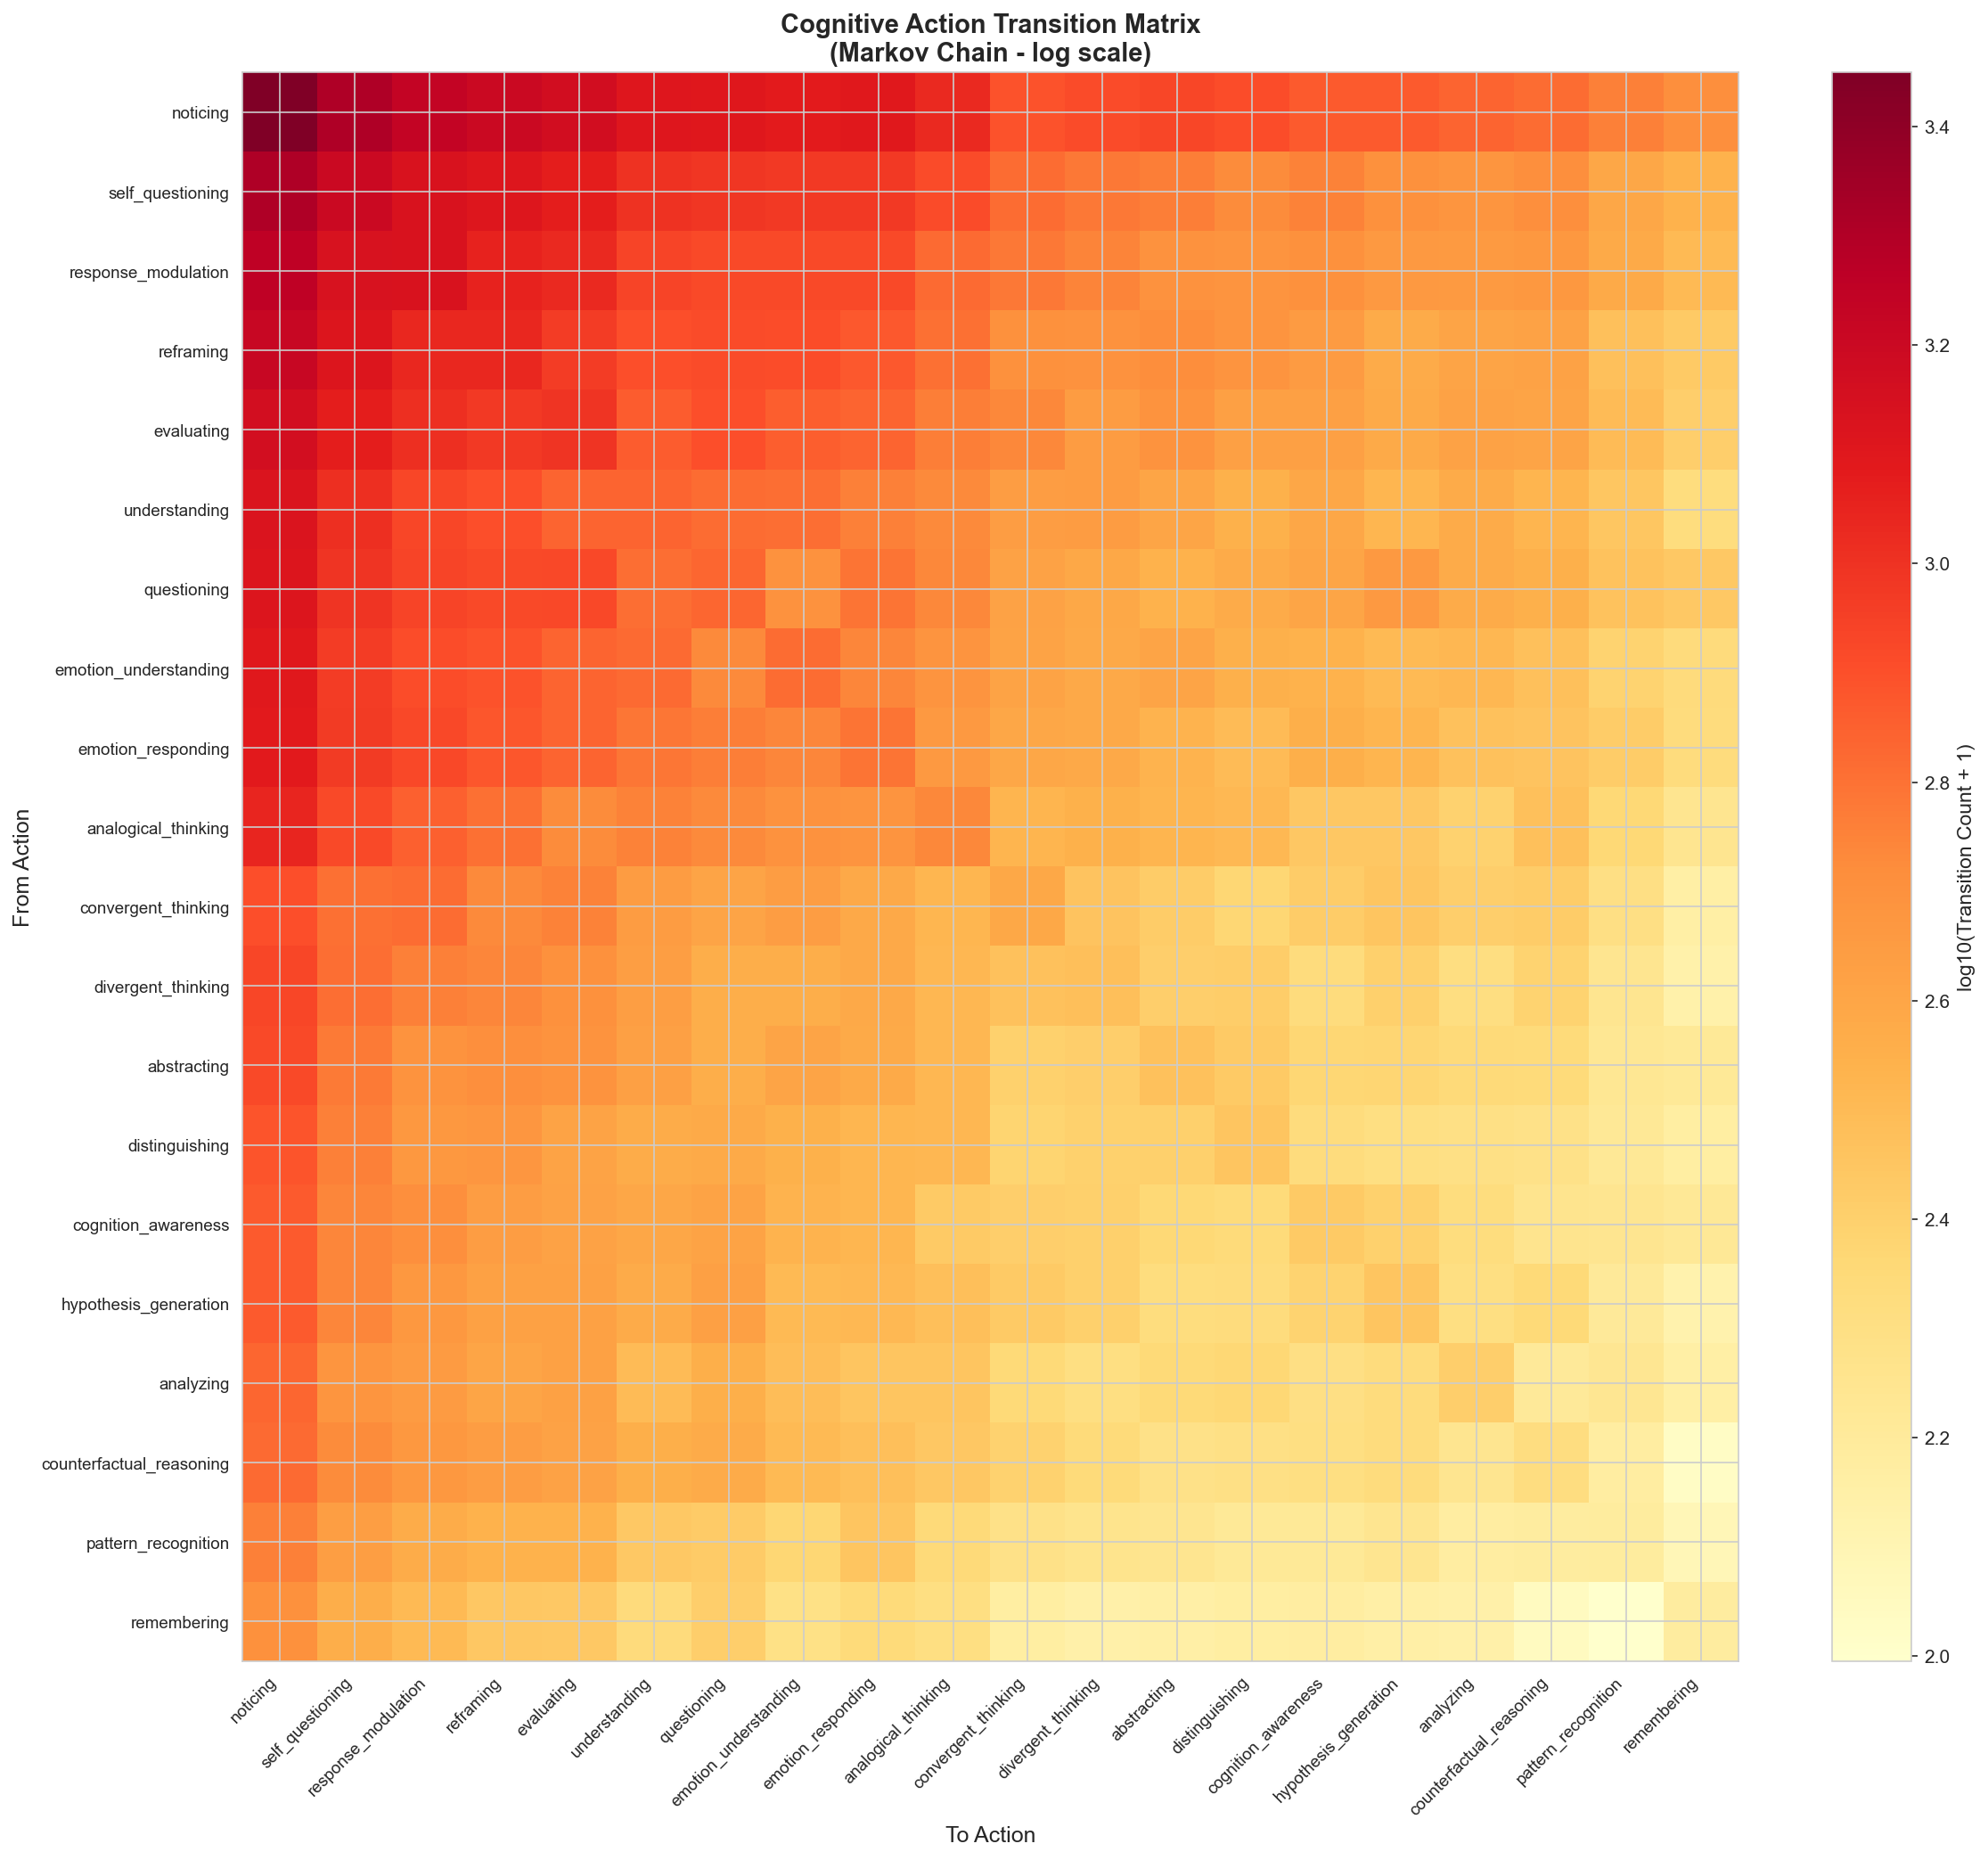 Cognitive Action Transition Matrix
(Markov Chain - log scale)
noticing
self_questioning
response_modulation
reframing
evaluating
understanding
questioning
emotion_understanding
emotion_responding
analogical_thinking
convergent_thinking
divergent_thinking
abstracting
distinguishing
cognition_awareness
hypothesis_generation
analyzing
counterfactual_reasoning
pattern_recognition
remembering
From Action
noticing
self_questioning
response_modulation
reframing
evaluating
understanding
questioning
emotion_understanding
emotion_responding
analogical_thinking
convergent_thinking
divergent_thinking
abstracting
distinguishing
cognition_awareness
hypothesis_generation
analyzing
counterfactual_reasoning
pattern_recognition
remembering
To Action
3.4
3.2
3.0
2.8
2.6
2.4
2.2
2.0
log10(Transition Count + 1)